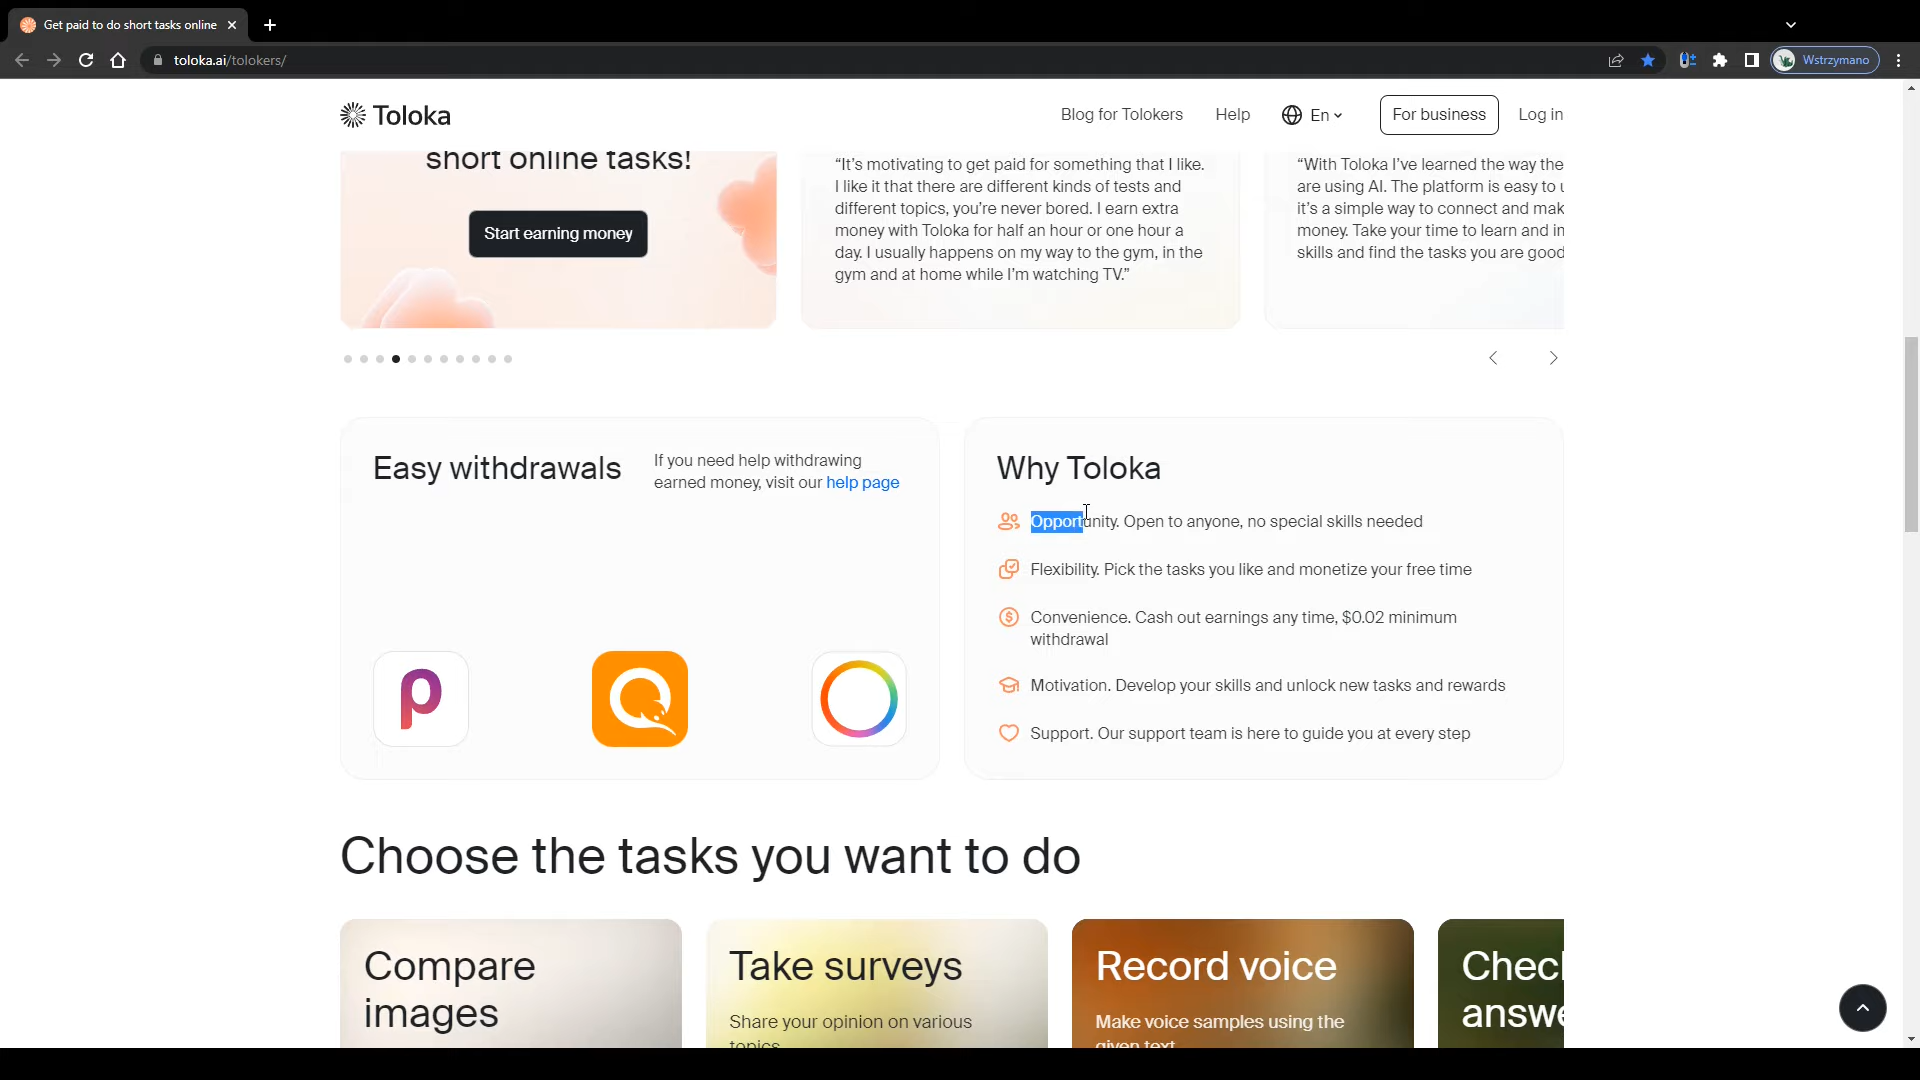 Get paid to do short tasks online
toloka.ai/tolokers/
Wstrzymano
Toloka
Blog for Tolokers
Help
En
For business
Log in
short online tasks!
Start earning money
“It’s motivating to get paid for something that I like.
I like it that there are different kinds of tests and
different topics, you’re never bored. I earn extra
money with Toloka for half an hour or one hour a
day. I usually happens on my way to the gym, in the
gym and at home while I’m watching TV.”
“With Toloka I’ve learned the way the
are using AI. The platform is easy to u
it’s a simple way to connect and mak
money. Take your time to learn and in
skills and find the tasks you are good
Easy withdrawals
If you need help withdrawing
earned money, visit our help page
Why Toloka
Opportunity. Open to anyone, no special skills needed
Flexibility. Pick the tasks you like and monetize your free time
Convenience. Cash out earnings any time, $0.02 minimum
withdrawal
Motivation. Develop your skills and unlock new tasks and rewards
Support. Our support team is here to guide you at every step
Choose the tasks you want to do
Compare
images
Take surveys
Share your opinion on various
topics
Record voice
Make voice samples using the
given text
Chec
answe